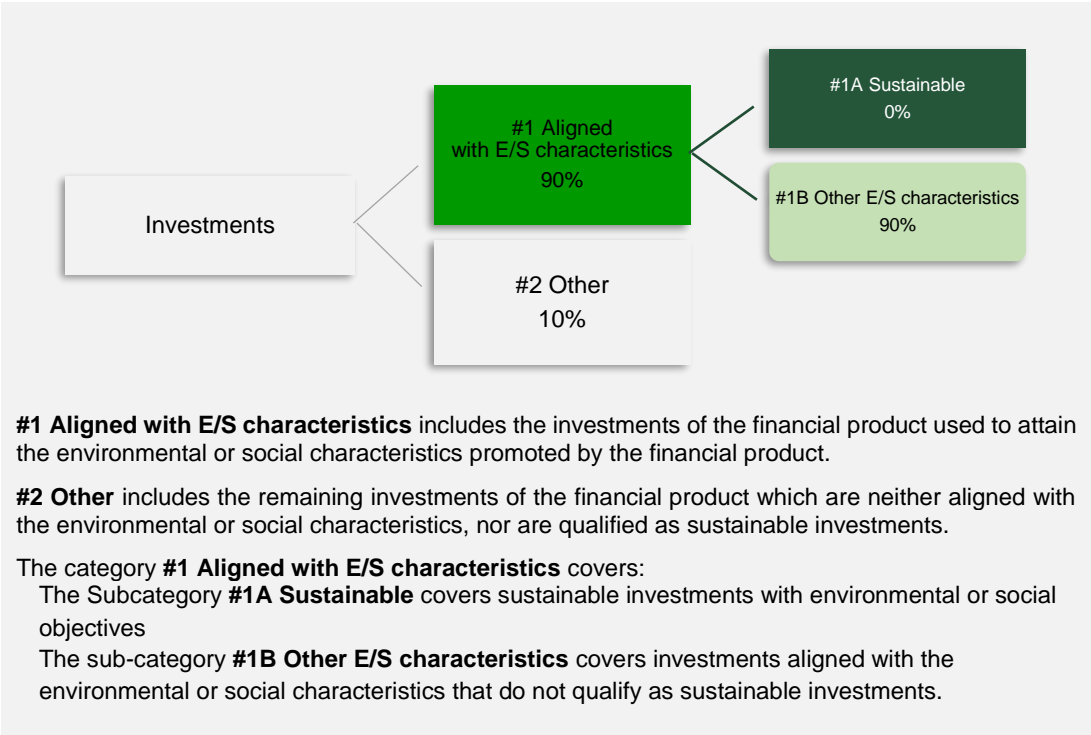 #1A Sustainable
0%
#1 Aligned
with E/S characteristics
90%
#1B Other E/S characteristics
90%
Investments
#2 Other
10%
#1 Aligned with E/S characteristics includes the investments of the financial product used to attain
the environmental or social characteristics promoted by the financial product.
#2 Other includes the remaining investments of the financial product which are neither aligned with
the environmental or social characteristics, nor are qualified as sustainable investments.
The category #1 Aligned with E/S characteristics covers:
The Subcategory #1A Sustainable covers sustainable investments with environmental or social
objectives
The sub-category #1B Other E/S characteristics covers investments aligned with the
environmental or social characteristics that do not qualify as sustainable investments.